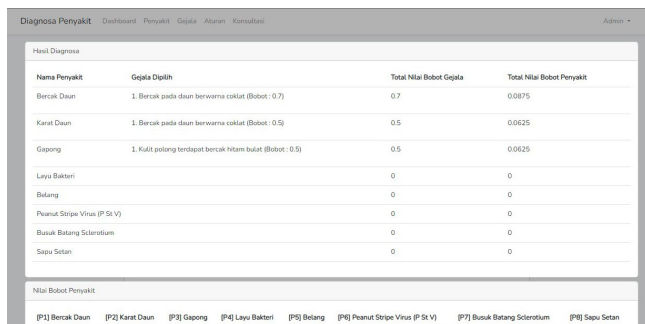 Diagnosa Penyakit Dashboard Penyakit Gejala Aturan Konsultasi Admin
Hasil Diagnosa
Nama Penyakit Gejala Dipilih Total Nilai Bobot Gejala Total Nilai Bobot Penyakit
Bercak Daun 1. Bercak pada daun berwarna coklat (Bobot : 0.7) 0.7 0.0875
Karat Daun 1. Bercak pada daun berwarna coklat (Bobot : 0.5) 0.5 0.0625
Gapong 1. Kulit polong terdapat bercak hitam bulat (Bobot : 0.5) 0.5 0.0625
Layu Bakteri 0 0
Belang 0 0
Peanut Stripe Virus (P St V) 0 0
Busuk Batang Sclerotium 0 0
Sapu Setan 0 0
Nilai Bobot Penyakit
[P1] Bercak Daun [P2] Karat Daun [P3] Gapong [P4] Layu Bakteri [P5] Belang [P6] Peanut Stripe Virus (P St V) [P7] Busuk Batang Sclerotium [P8] Sapu Setan